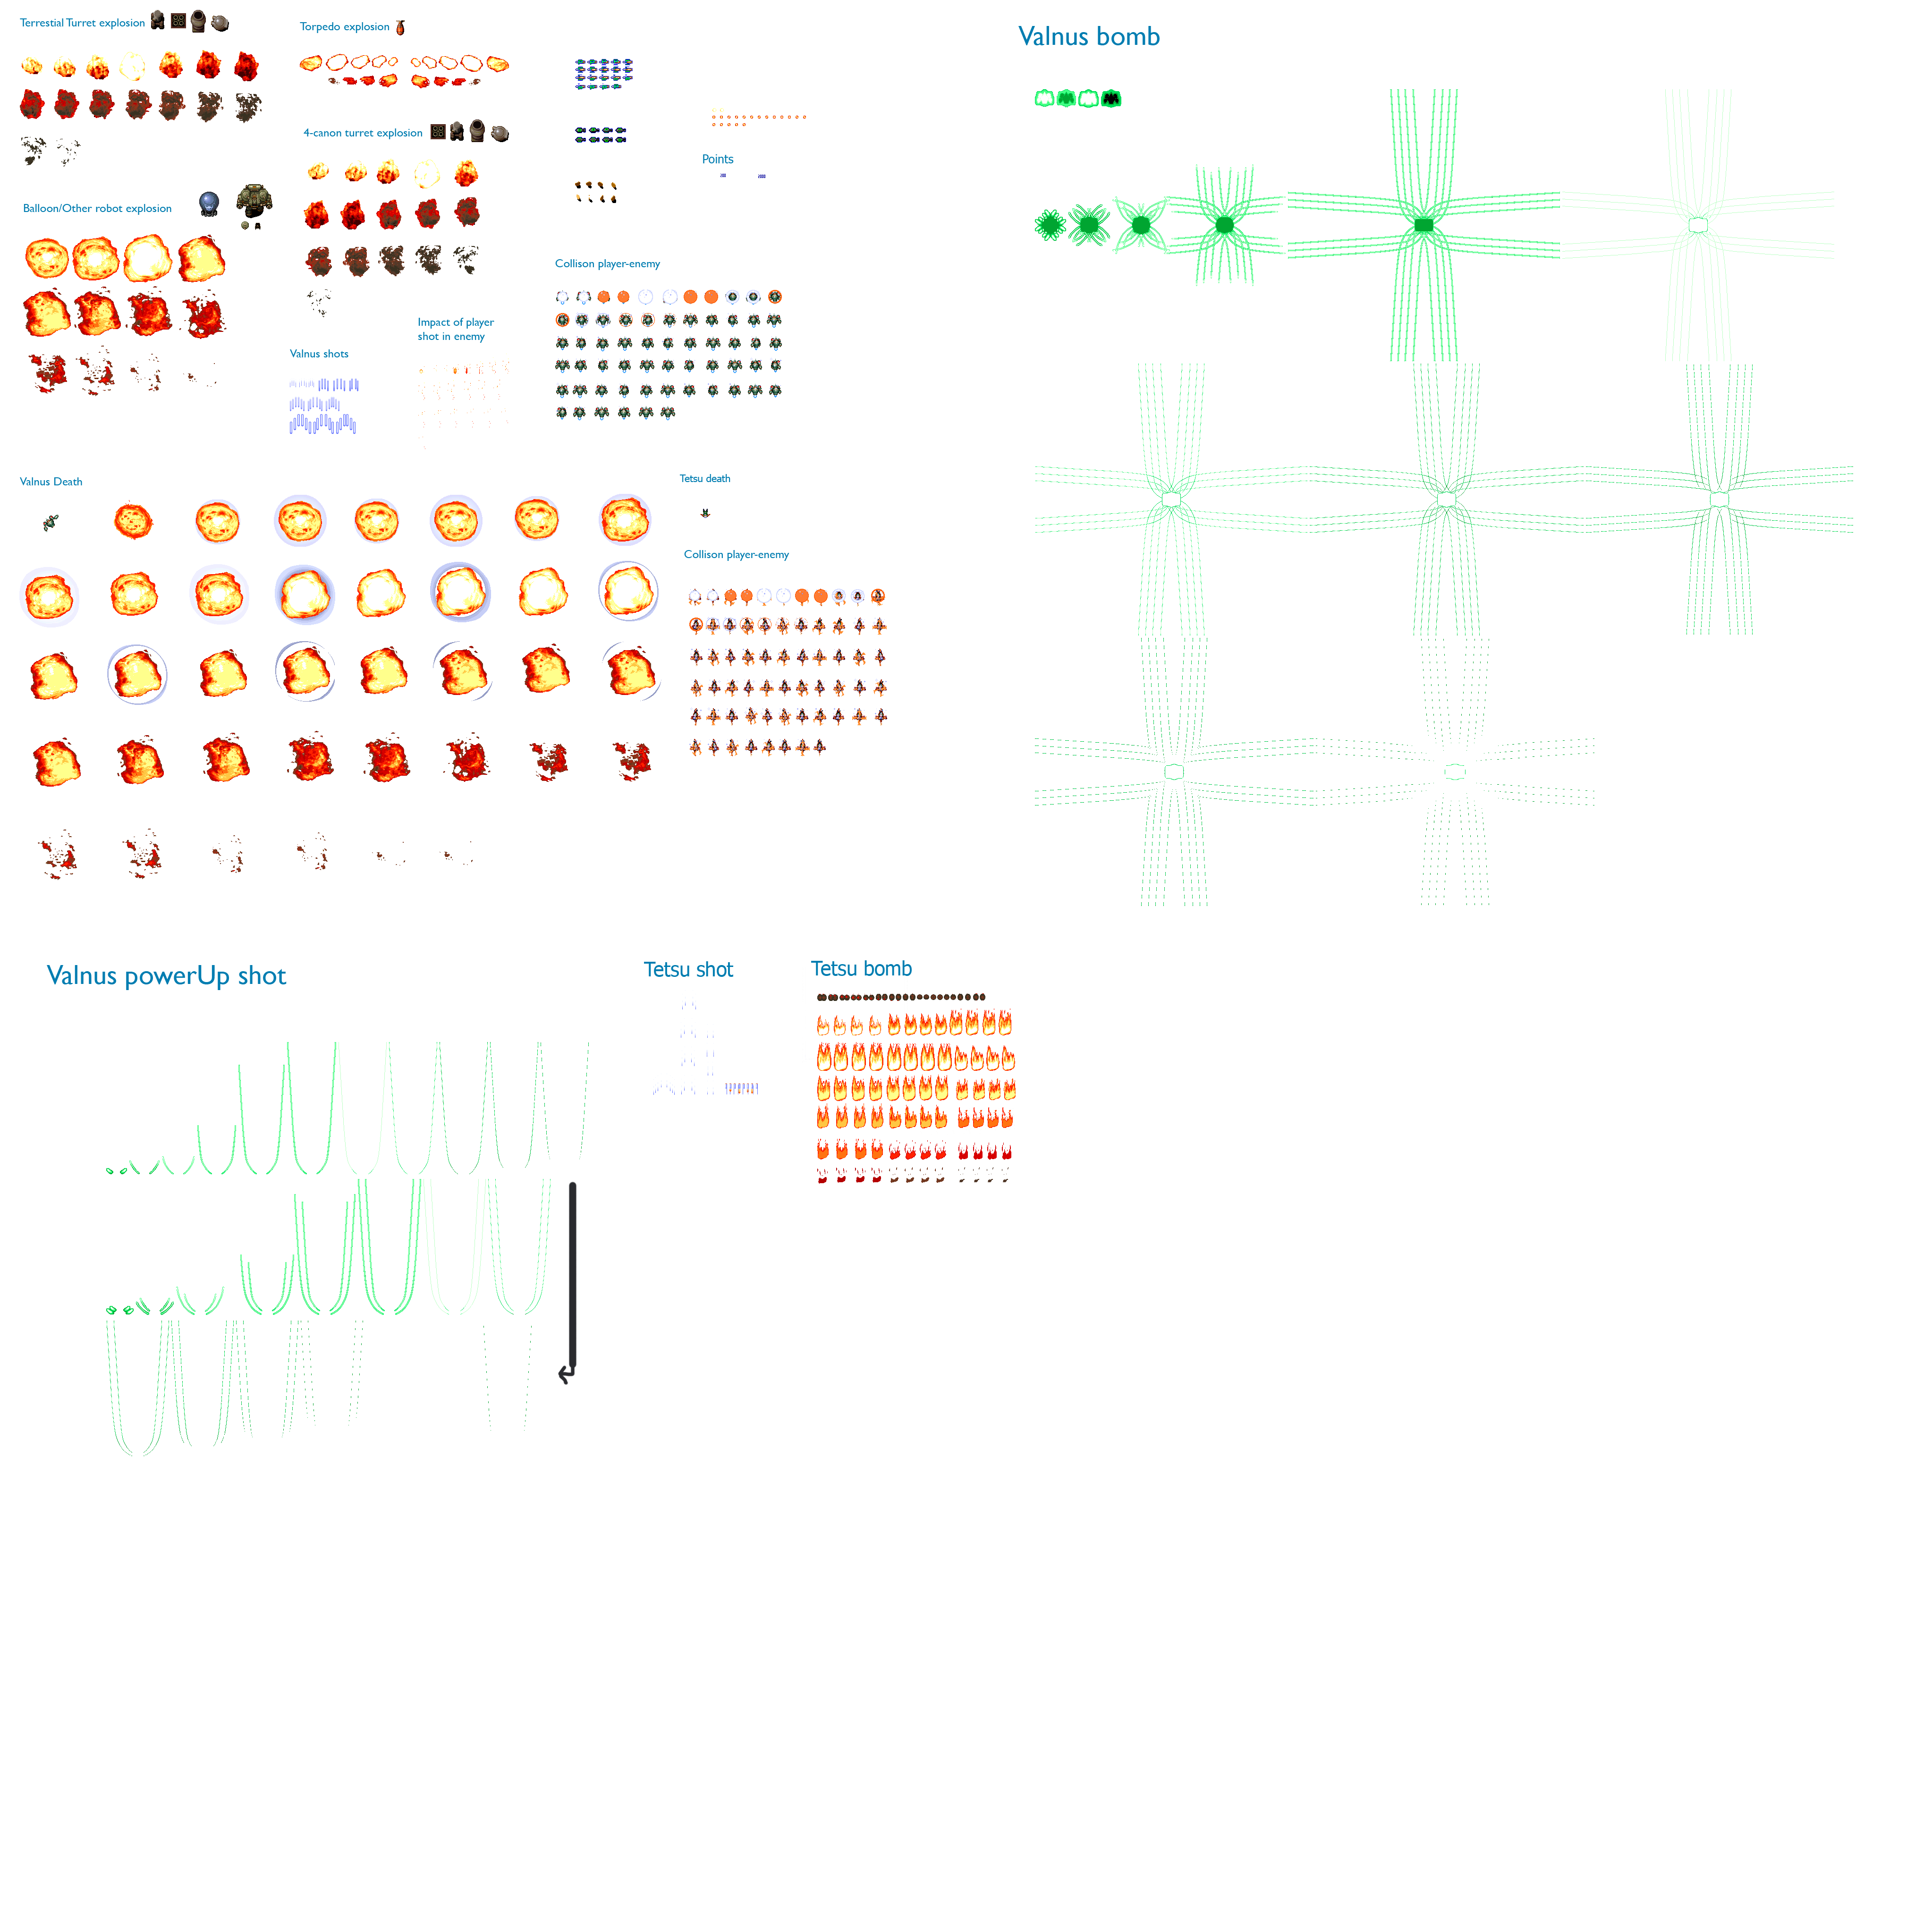 Terrestial Turret explosion
Torpedo explosion
Valnus bomb
4-canon turret explosion
Points
Balloon/Other robot explosion
Collison player-enemy
Impact of player
shot in enemy
Valnus shots
Valnus Death
Tetsu death
Collison player-enemy
Valnus powerUp shot
Tetsu shot
Tetsu bomb